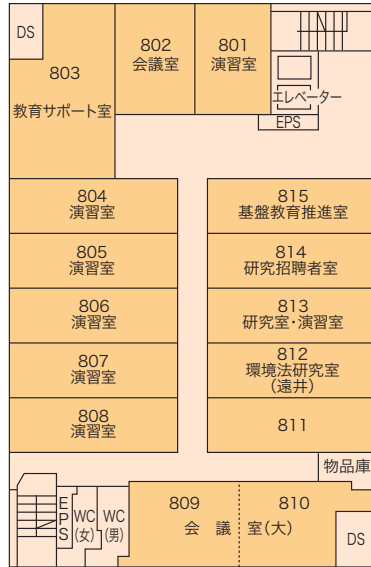 DS
803
教育サポート室
802
会議室
801
演習室
エレベーター
EPS
804
演習室
815
基盤教育推進室
805
演習室
814
研究招聘者室
806
演習室
813
研究室・演習室
807
演習室
812
環境法研究室
(遠井)
808
演習室
811
物品庫
EPS
WC
(女)
WC
(男)
809
810
会議室(大)
DS